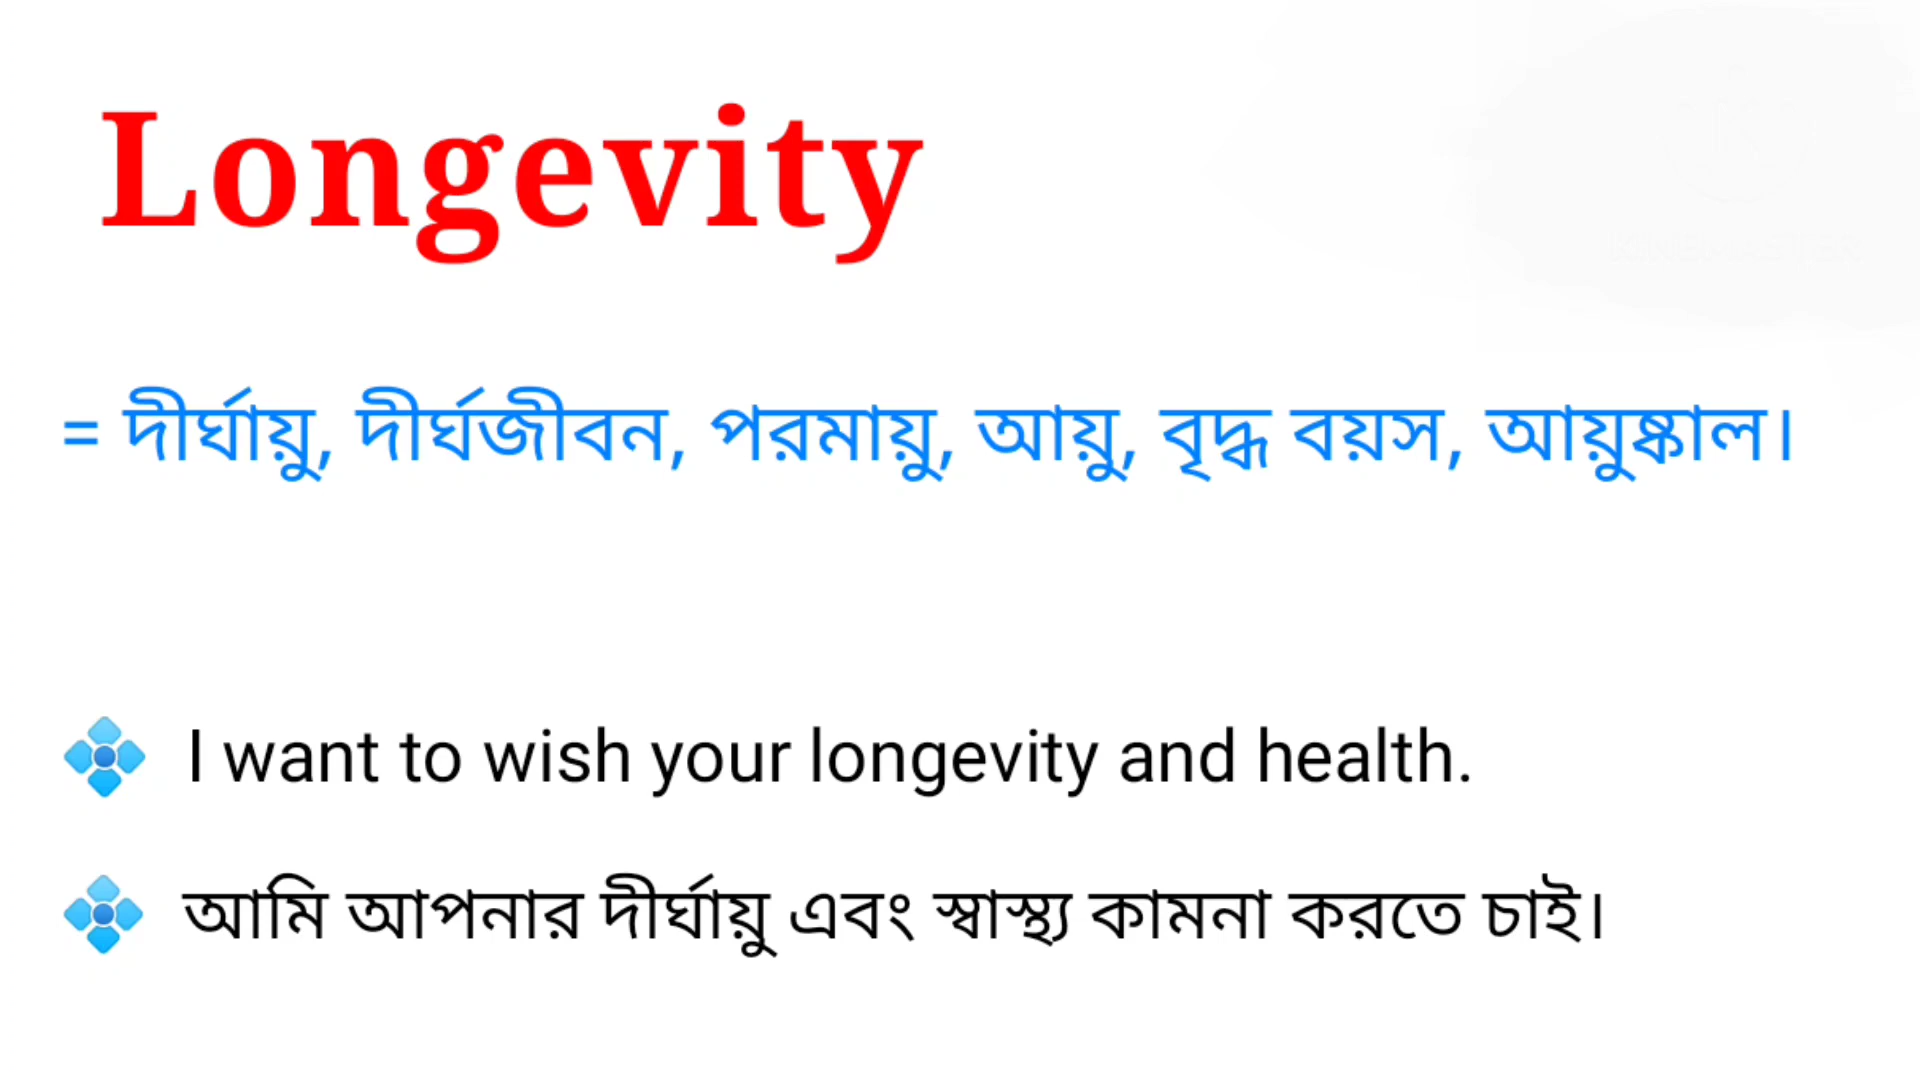 Longevity
= দীর্ঘায়ু, দীর্ঘজীবন, পরমায়ু, আয়ু, বৃদ্ধ বয়স, আয়ুষ্কাল।
I want to wish your longevity and health.
আমি আপনার দীর্ঘায়ু এবং স্বাস্থ্য কামনা করতে চাই।